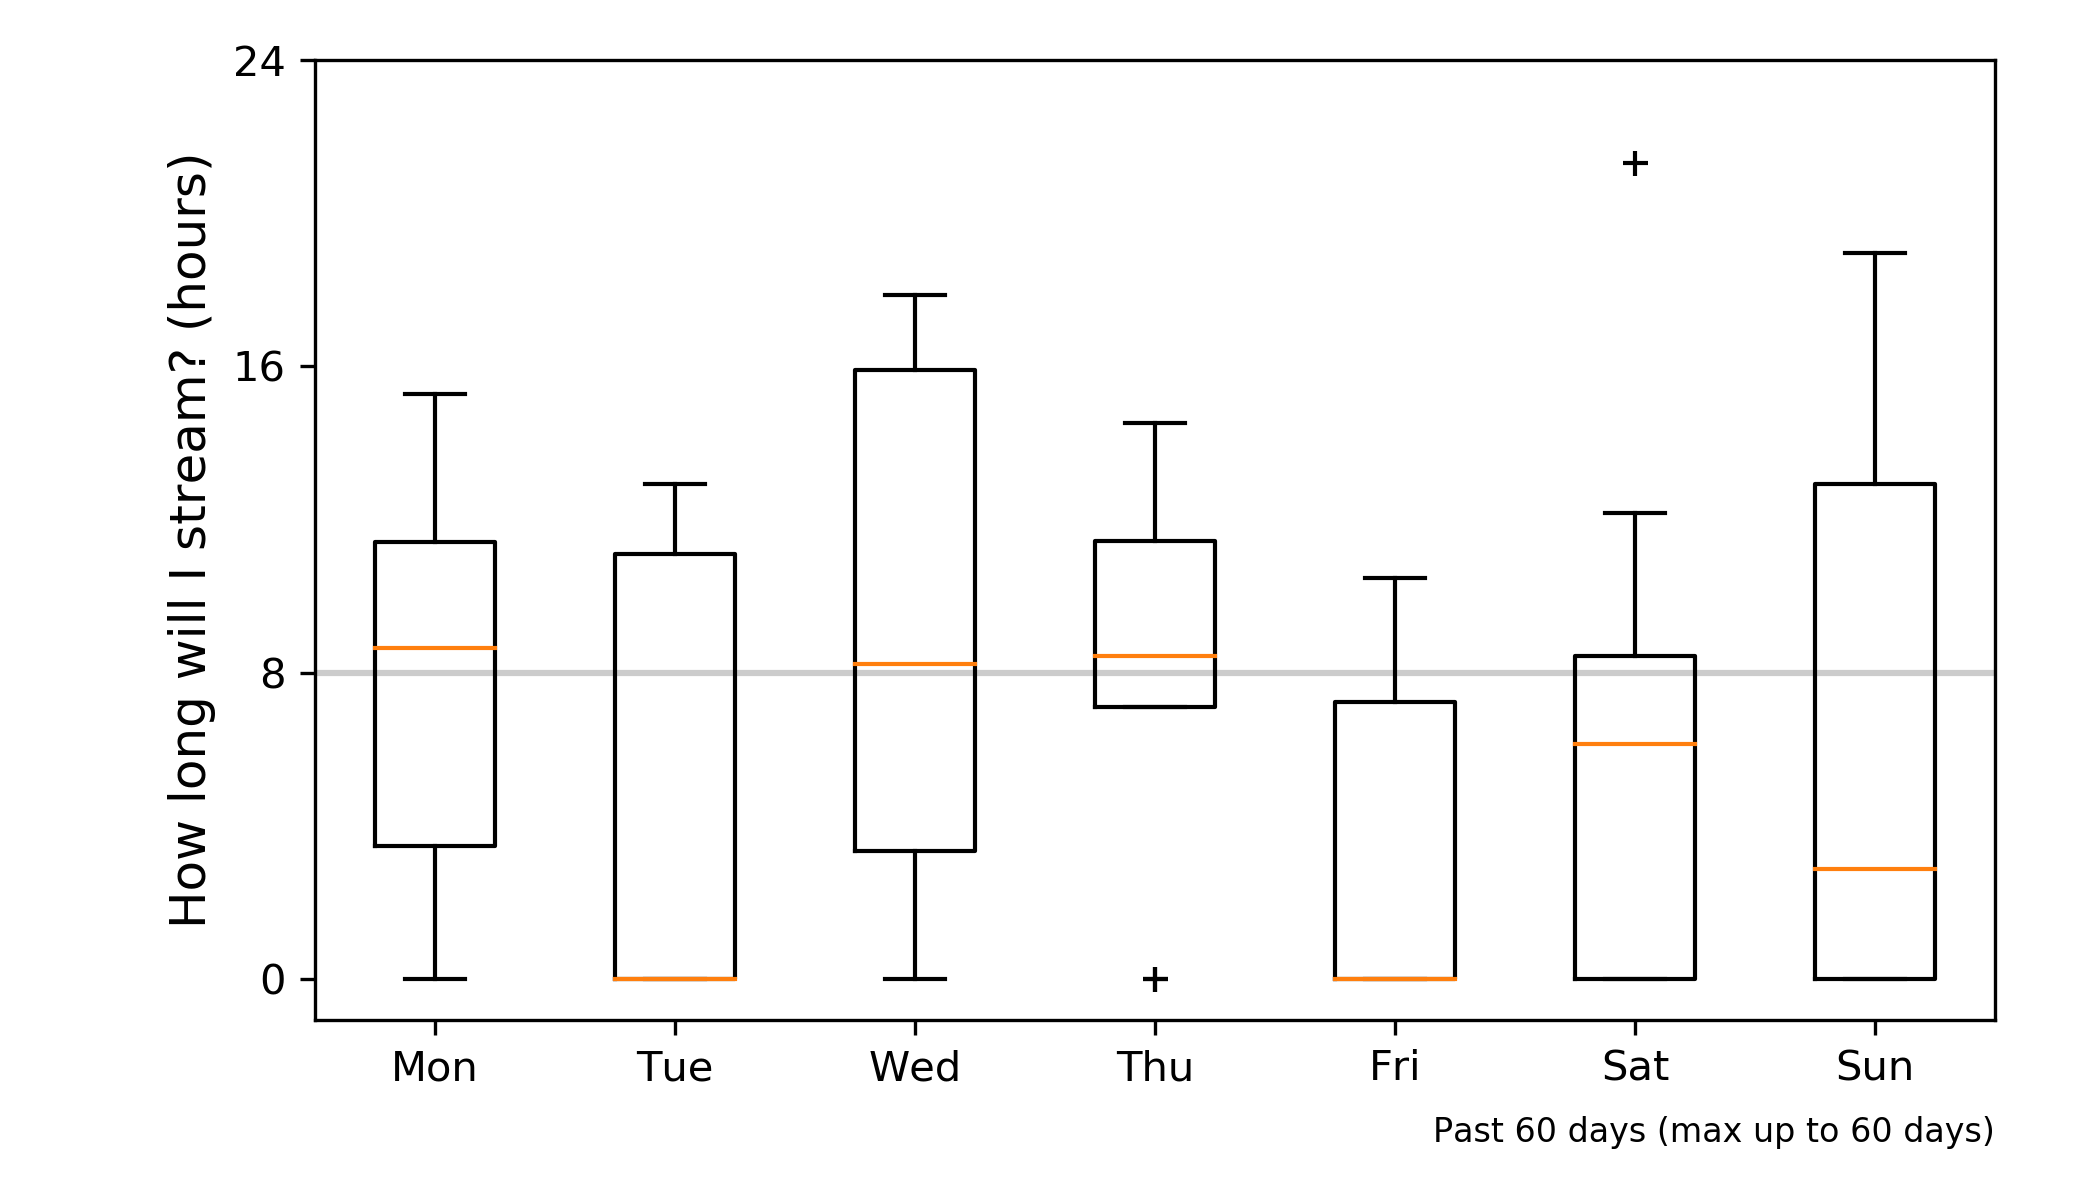 How long will I stream? (hours)
24
16
8
0
Mon Tue Wed Thu Fri Sat Sun
Past 60 days (max up to 60 days)